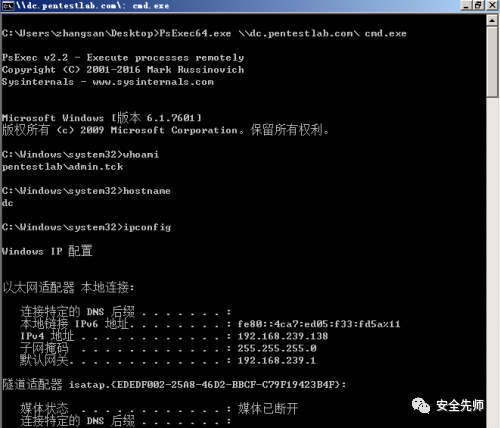 \\dc.pentestlab.com\: cmd.exe
C:\Users\zhangsan\Desktop>PsExec64.exe \\dc.pentestlab.com\ cmd.exe
PsExec v2.2 - Execute processes remotely
Copyright (C) 2001-2016 Mark Russinovich
Sysinternals - www.sysinternals.com
Microsoft Windows [版本 6.1.7601]
版权所有 (c) 2009 Microsoft Corporation。保留所有权利。
C:\Windows\system32>whoami
pentestlab\admin.tck
C:\Windows\system32>hostname
dc
C:\Windows\system32>ipconfig
Windows IP 配置
以太网适配器 本地连接:
连接特定的 DNS 后缀 . . . . . . . :
本地链接 IPv6 地址. . . . . . . . : fe80::4ca7:ed05:f33:fd5a%11
IPv4 地址 . . . . . . . . . . . . : 192.168.239.138
子网掩码 . . . . . . . . . . . . : 255.255.255.0
默认网关. . . . . . . . . . . . . : 192.168.239.1
隧道适配器 isatap.{EDEDF002-25A8-46D2-BBCF-C79F19423B4F}:
媒体状态 . . . . . . . . . . . . : 媒体已断开
连接特定的 DNS 后缀 . . . . . . . :
安全先师